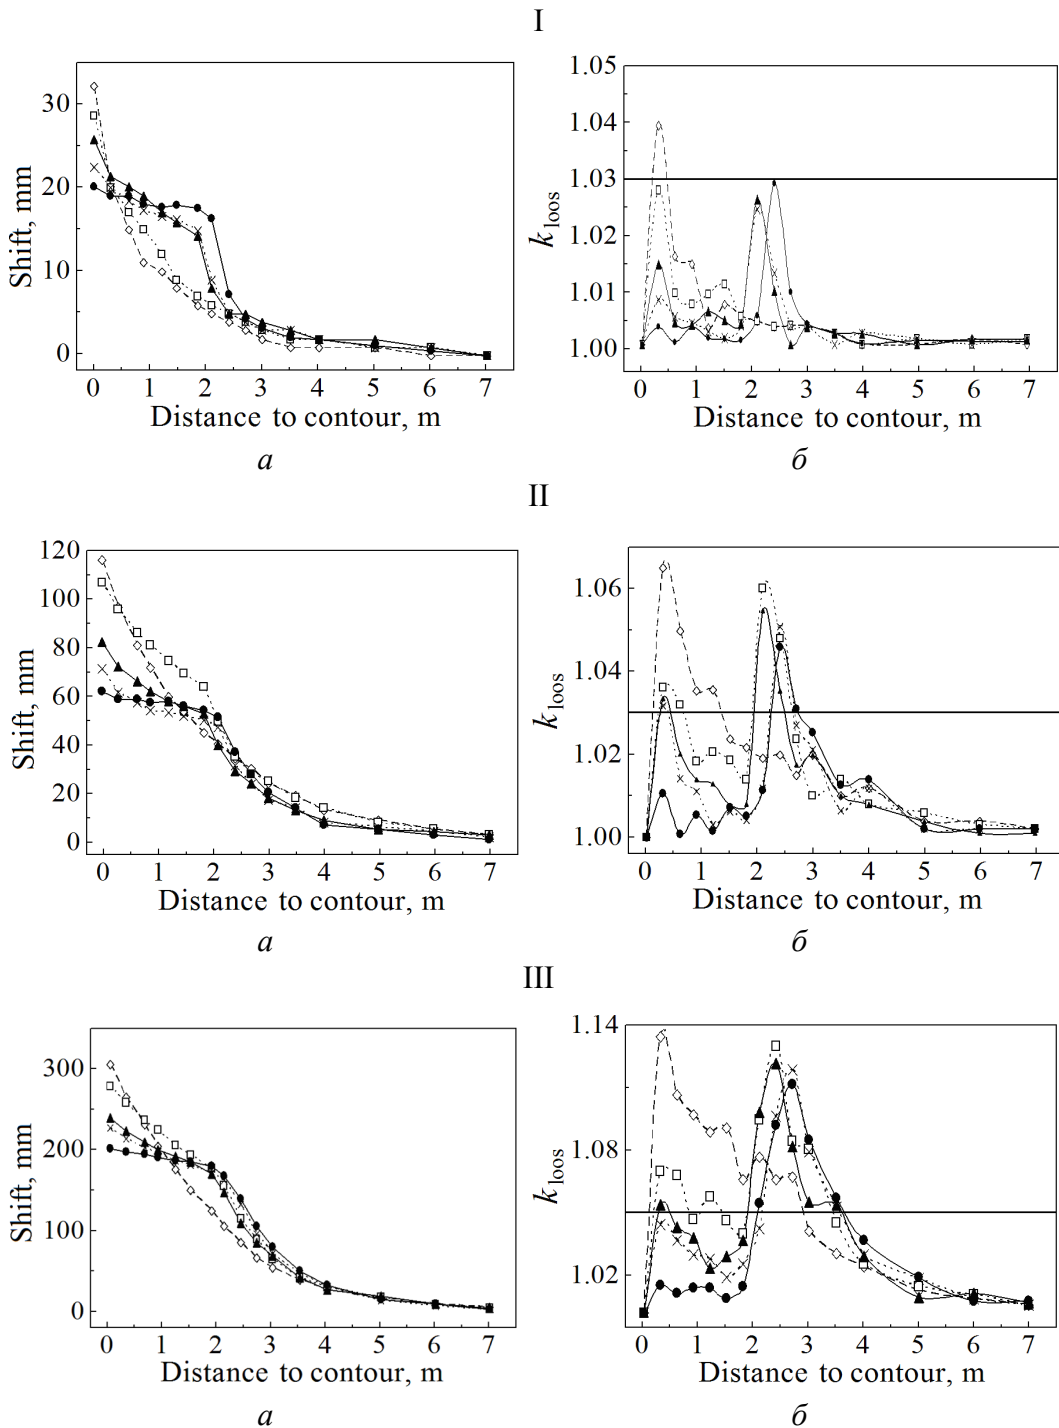 I
Shift, mm
30
20
10
0
0 1 2 3 4 5 6 7
Distance to contour, m
а
k loos
1.05
1.04
1.03
1.02
1.01
1.00
0 1 2 3 4 5 6 7
Distance to contour, m
б
II
Shift, mm
120
100
80
60
40
20
0
0 1 2 3 4 5 6 7
Distance to contour, m
а
k loos
1.06
1.04
1.02
1.00
0 1 2 3 4 5 6 7
Distance to contour, m
б
III
Shift, mm
300
200
100
0
0 1 2 3 4 5 6 7
Distance to contour, m
а
k loos
1.14
1.08
1.02
0 1 2 3 4 5 6 7
Distance to contour, m
б